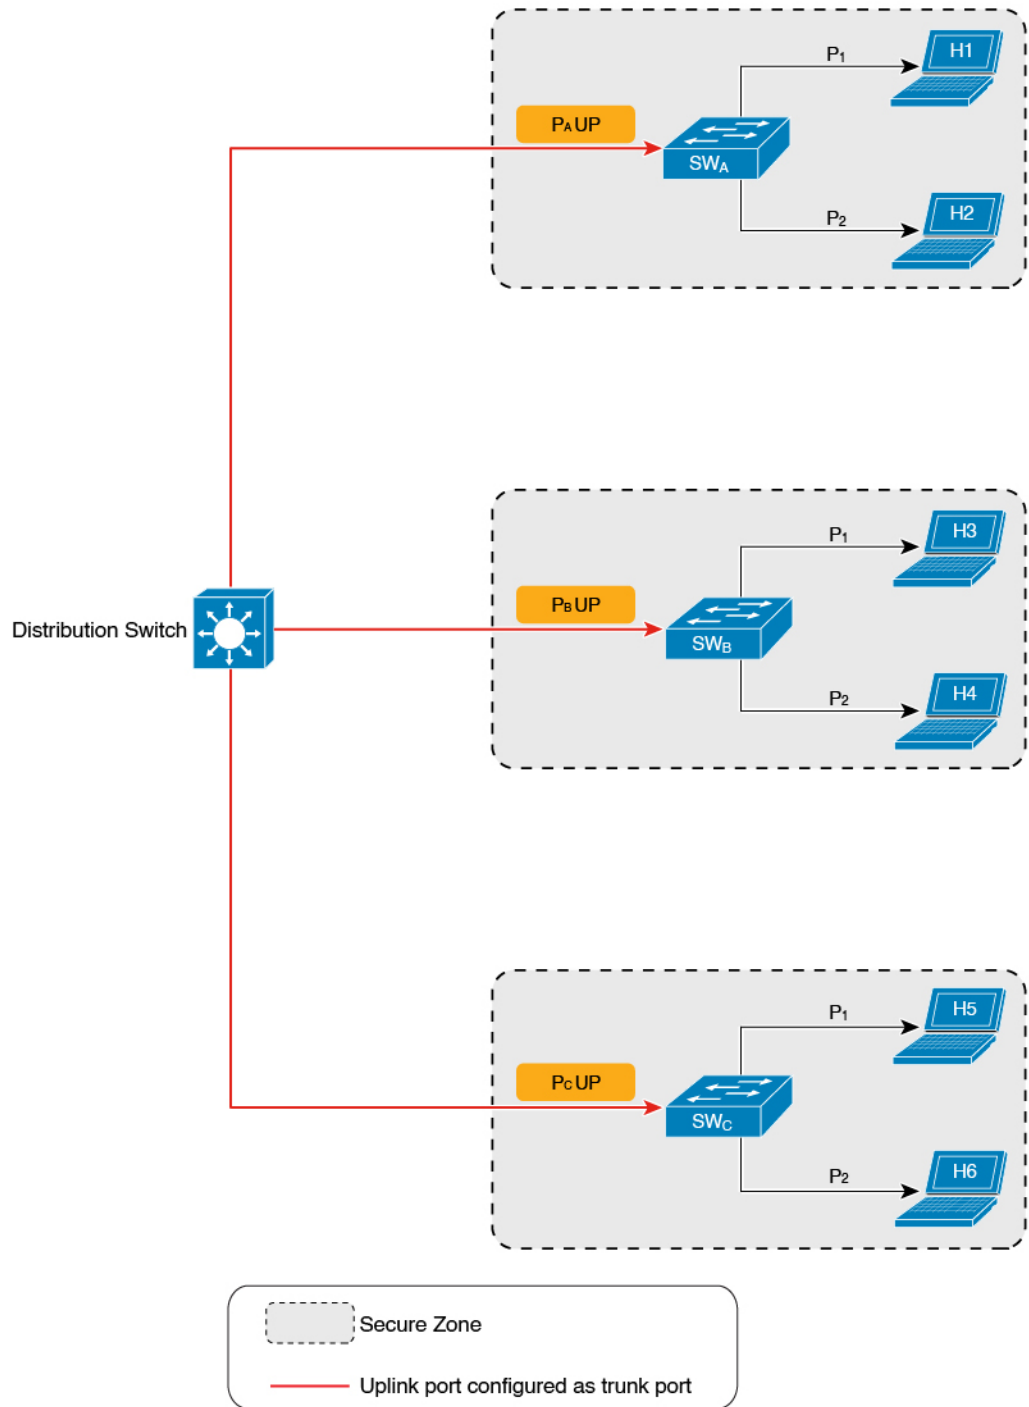 P1
H1
PA UP
SWA
P2
H2
P1
H3
PB UP
Distribution Switch
SWB
P2
H4
P1
H5
PC UP
SWC
P2
H6
Secure Zone
Uplink port configured as trunk port